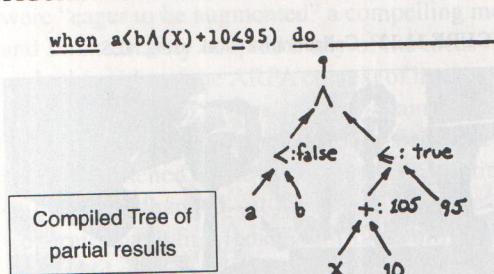 when a<b∧(X)+10≤95) do
∧
<:false ≤: true
a b +: 105 95
Compiled Tree of
partial results
x 10